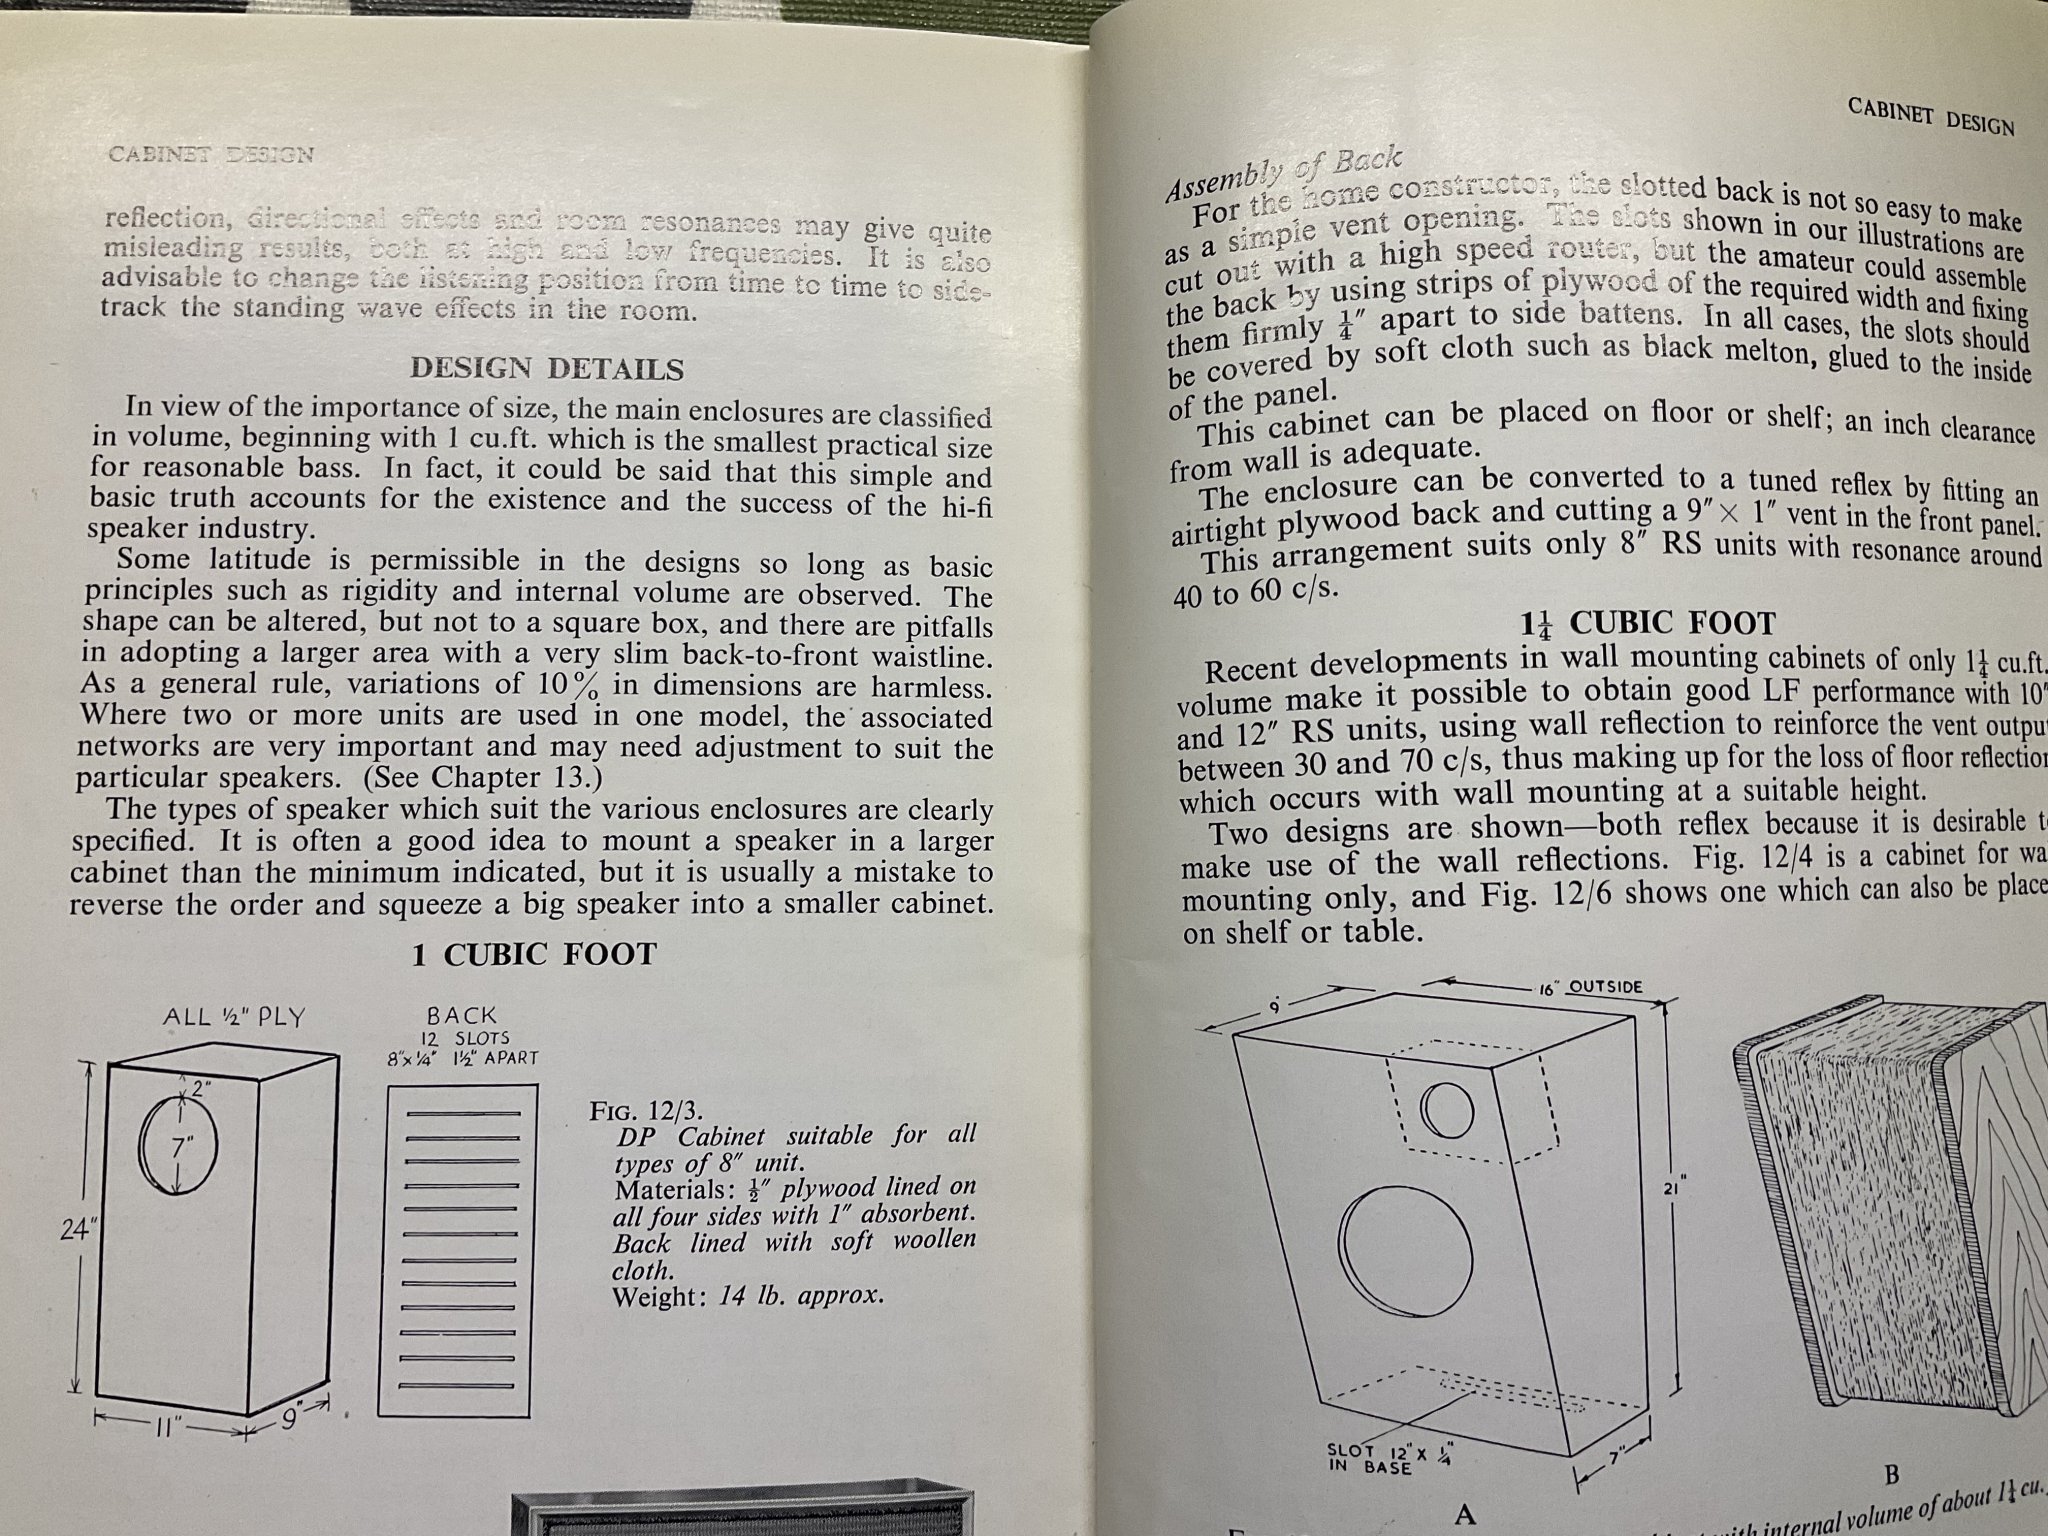 CABINET DESIGN
reflection, directional effects and room resonances may give quite
misleading results, both at high and low frequencies. It is also
advisable to change the listening position from time to time to side-
track the standing wave effects in the room.
DESIGN DETAILS
In view of the importance of size, the main enclosures are classified
in volume, beginning with 1 cu.ft. which is the smallest practical size
for reasonable bass. In fact, it could be said that this simple and
basic truth accounts for the existence and the success of the hi-fi
speaker industry.
Some latitude is permissible in the designs so long as basic
principles such as rigidity and internal volume are observed. The
shape can be altered, but not to a square box, and there are pitfalls
in adopting a larger area with a very slim back-to-front waistline.
As a general rule, variations of 10% in dimensions are harmless.
Where two or more units are used in one model, the associated
networks are very important and may need adjustment to suit the
particular speakers. (See Chapter 13.)
The types of speaker which suit the various enclosures are clearly
specified. It is often a good idea to mount a speaker in a larger
cabinet than the minimum indicated, but it is usually a mistake to
reverse the order and squeeze a big speaker into a smaller cabinet.
1 CUBIC FOOT
ALL ½" PLY
2"
7"
24"
11"
9"
BACK
12 SLOTS
8"x¼" 1½" APART
FIG. 12/3.
DP Cabinet suitable for all
types of 8″ unit.
Materials: ½″ plywood lined on
all four sides with 1″ absorbent.
Back lined with soft woollen
cloth.
Weight: 14 lb. approx.
CABINET DESIGN
Assembly of Back
For the home constructor, the slotted back is not so easy to make
as a simple vent opening. The slots shown in our illustrations are
cut out with a high speed router, but the amateur could assemble
the back by using strips of plywood of the required width and fixing
them firmly ¼″ apart to side battens. In all cases, the slots should
be covered by soft cloth such as black melton, glued to the inside
of the panel.
This cabinet can be placed on floor or shelf; an inch clearance
from wall is adequate.
The enclosure can be converted to a tuned reflex by fitting an
airtight plywood back and cutting a 9″ × 1″ vent in the front panel.
This arrangement suits only 8″ RS units with resonance around
40 to 60 c/s.
1¼ CUBIC FOOT
Recent developments in wall mounting cabinets of only 1¼ cu.ft.
volume make it possible to obtain good LF performance with 10″
and 12″ RS units, using wall reflection to reinforce the vent output
between 30 and 70 c/s, thus making up for the loss of floor reflection
which occurs with wall mounting at a suitable height.
Two designs are shown—both reflex because it is desirable to
make use of the wall reflections. Fig. 12/4 is a cabinet for wa
mounting only, and Fig. 12/6 shows one which can also be place
on shelf or table.
9"
16" OUTSIDE
21"
7"
SLOT 12" x ¼"
IN BASE
A
B
with internal volume of about 1¼ cu.